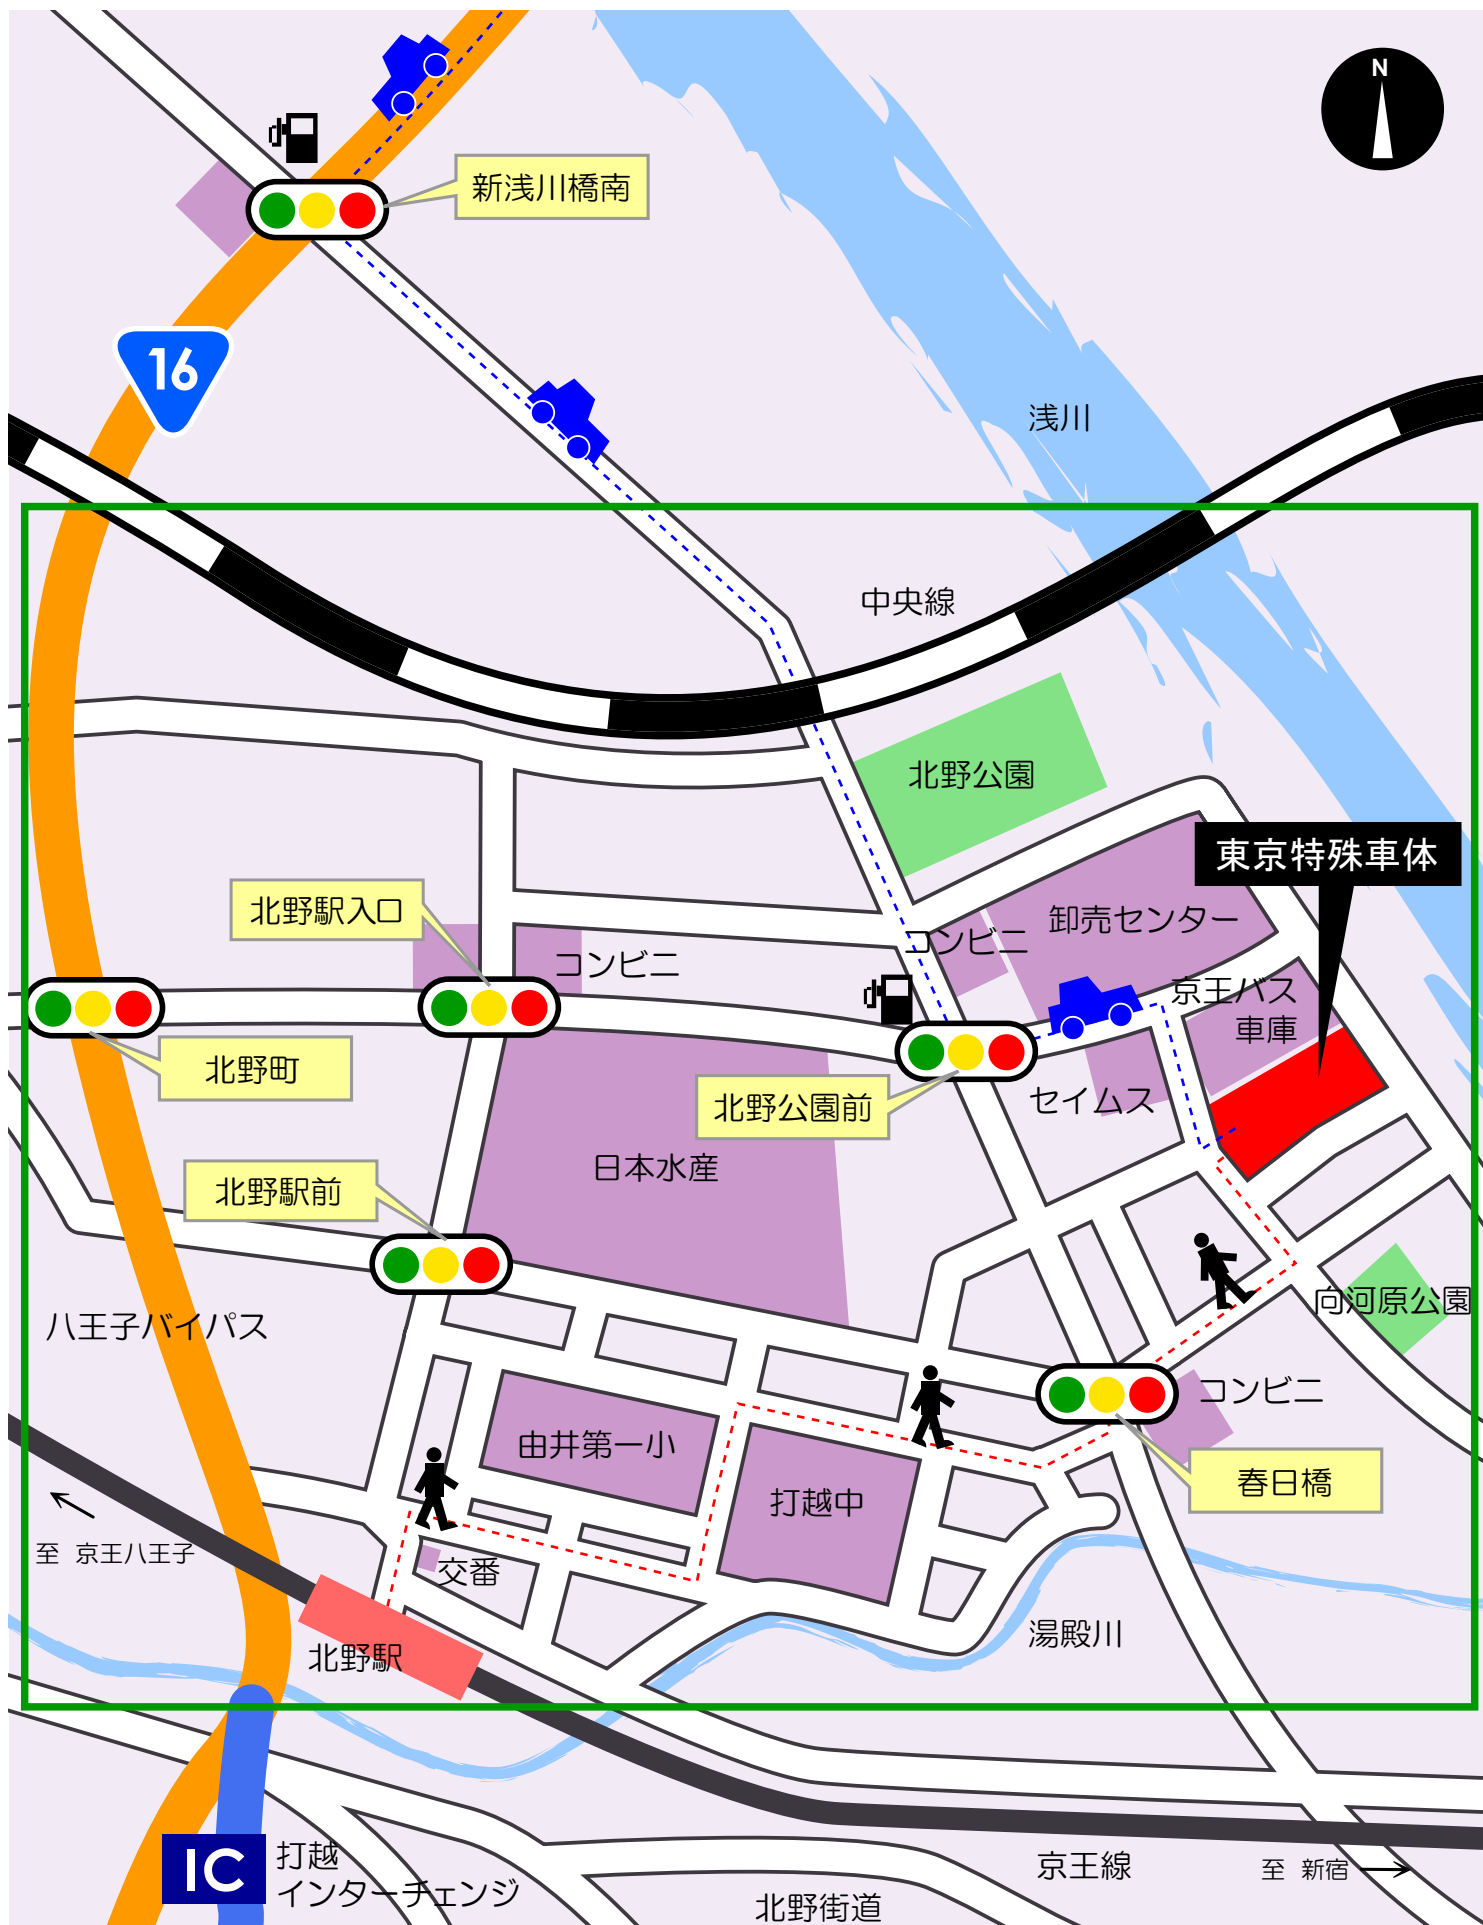 N
新浅川橋南
16
浅川
中央線
北野公園
東京特殊車体
北野駅入口
卸売センター
コンビニ
コンビニ
京王バス
車庫
北野町
セイムス
北野公園前
日本水産
北野駅前
向河原公園
八王子バイパス
コンビニ
由井第一小
春日橋
打越中
至 京王八王子
交番
湯殿川
北野駅
IC
打越
インターチェンジ
京王線
至 新宿
北野街道